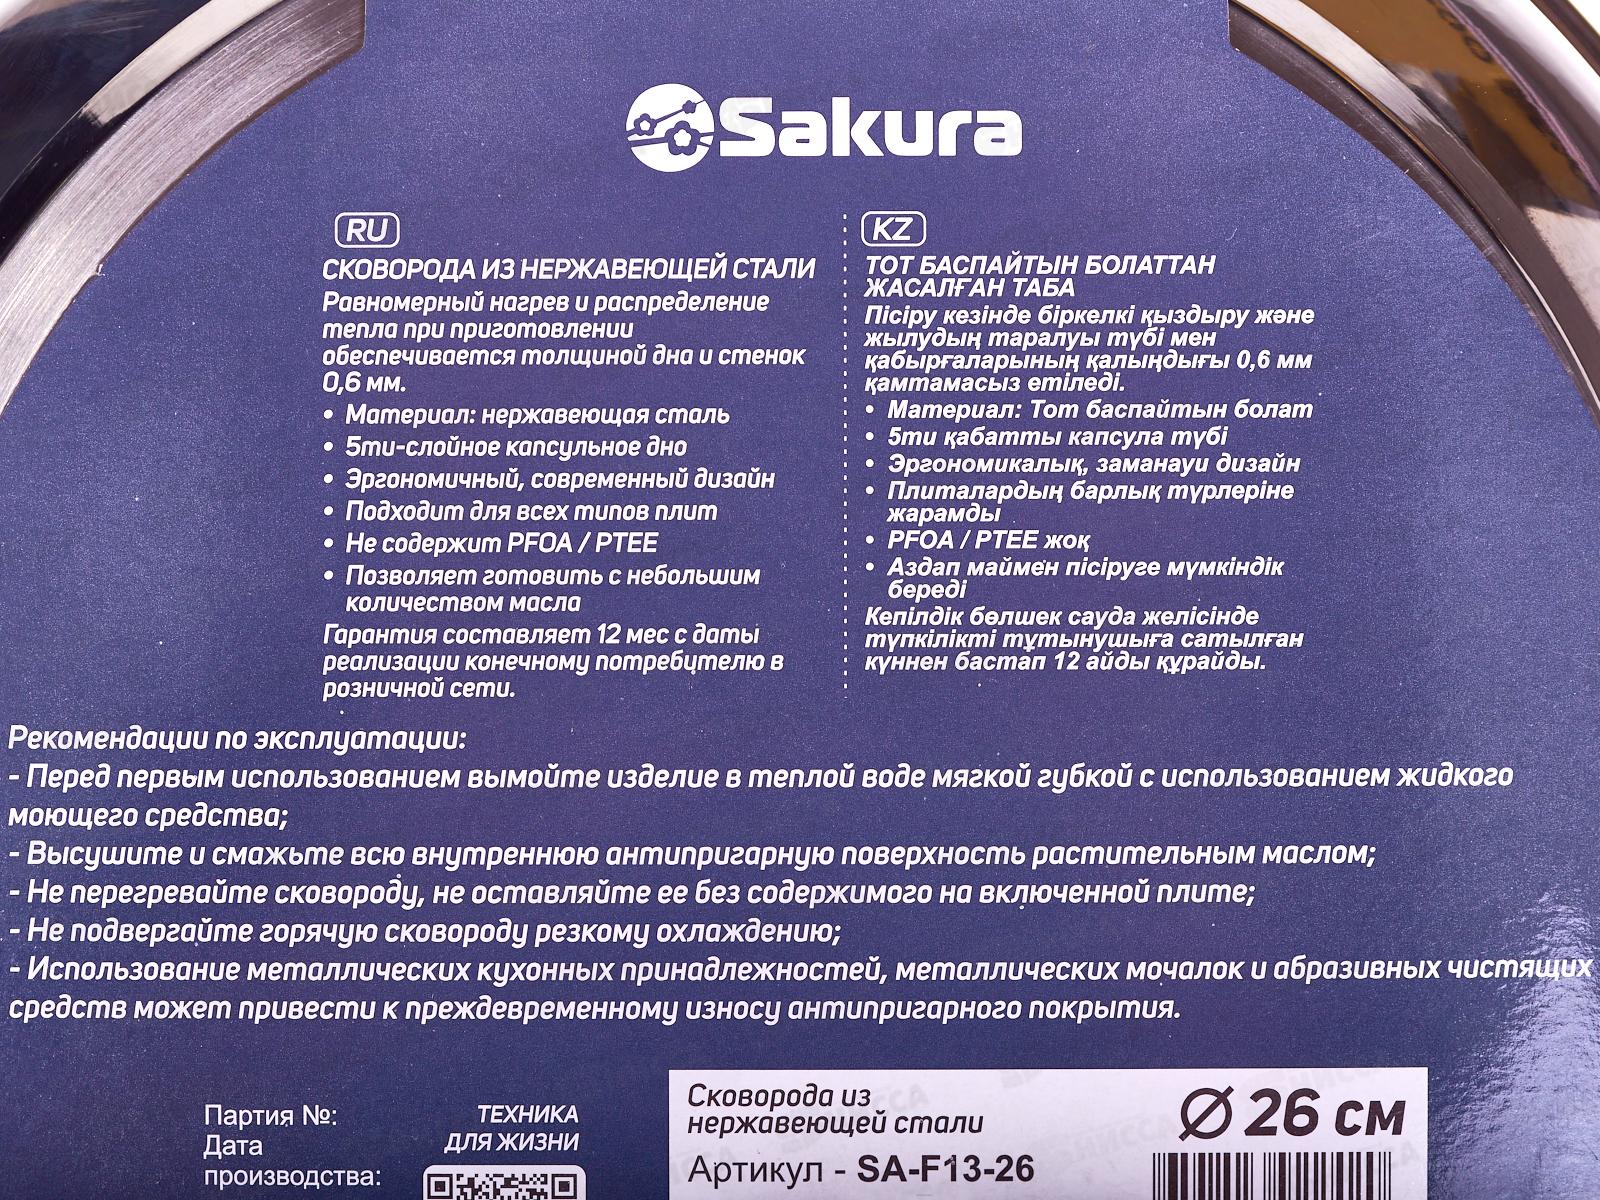 Sakura
RU
СКОВОРОДА ИЗ НЕРЖАВЕЮЩЕЙ СТАЛИ
Равномерный нагрев и распределение
тепла при приготовлении
обеспечивается толщиной дна и стенок
0,6 мм.
• Материал: нержавеющая сталь
• 5ти-слойное капсульное дно
• Эргономичный, современный дизайн
• Подходит для всех типов плит
• Не содержит PFOA / PTEE
• Позволяет готовить с небольшим
количеством масла
Гарантия составляет 12 мес с даты
реализации конечному потребителю в
розничной сети.
KZ
ТОТ БАСПАЙТЫН БОЛАТТАН
ЖАСАЛҒАН ТАБА
Пісіру кезінде біркелкі қыздыру және
жылудың таралуы түбі мен
қабырғаларының қалыңдығы 0,6 мм
қамтамасыз етіледі.
• Материал: Тот баспайтын болат
• 5ти қабатты капсула түбі
• Эргономикалық, заманауи дизайн
• Плиталардың барлық түрлеріне
жарамды
• PFOA / PTEE жоқ
• Аздап маймен пісіруге мүмкіндік
береді
Кепілдік бөлшек сауда желісінде
түпкілікті тұтынушыға сатылған
күннен бастап 12 айды құрайды.
Рекомендации по эксплуатации:
- Перед первым использованием вымойте изделие в теплой воде мягкой губкой с использованием жидкого
моющего средства;
- Высушите и смажьте всю внутреннюю антипригарную поверхность растительным маслом;
- Не перегревайте сковороду, не оставляйте ее без содержимого на включенной плите;
- Не подвергайте горячую сковороду резкому охлаждению;
- Использование металлических кухонных принадлежностей, металлических мочалок и абразивных чистящих
средств может привести к преждевременному износу антипригарного покрытия.
Партия №:
Дата
производства:
ТЕХНИКА
ДЛЯ ЖИЗНИ
Сковорода из
нержавеющей стали
Ø 26 см
Артикул - SA-F13-26